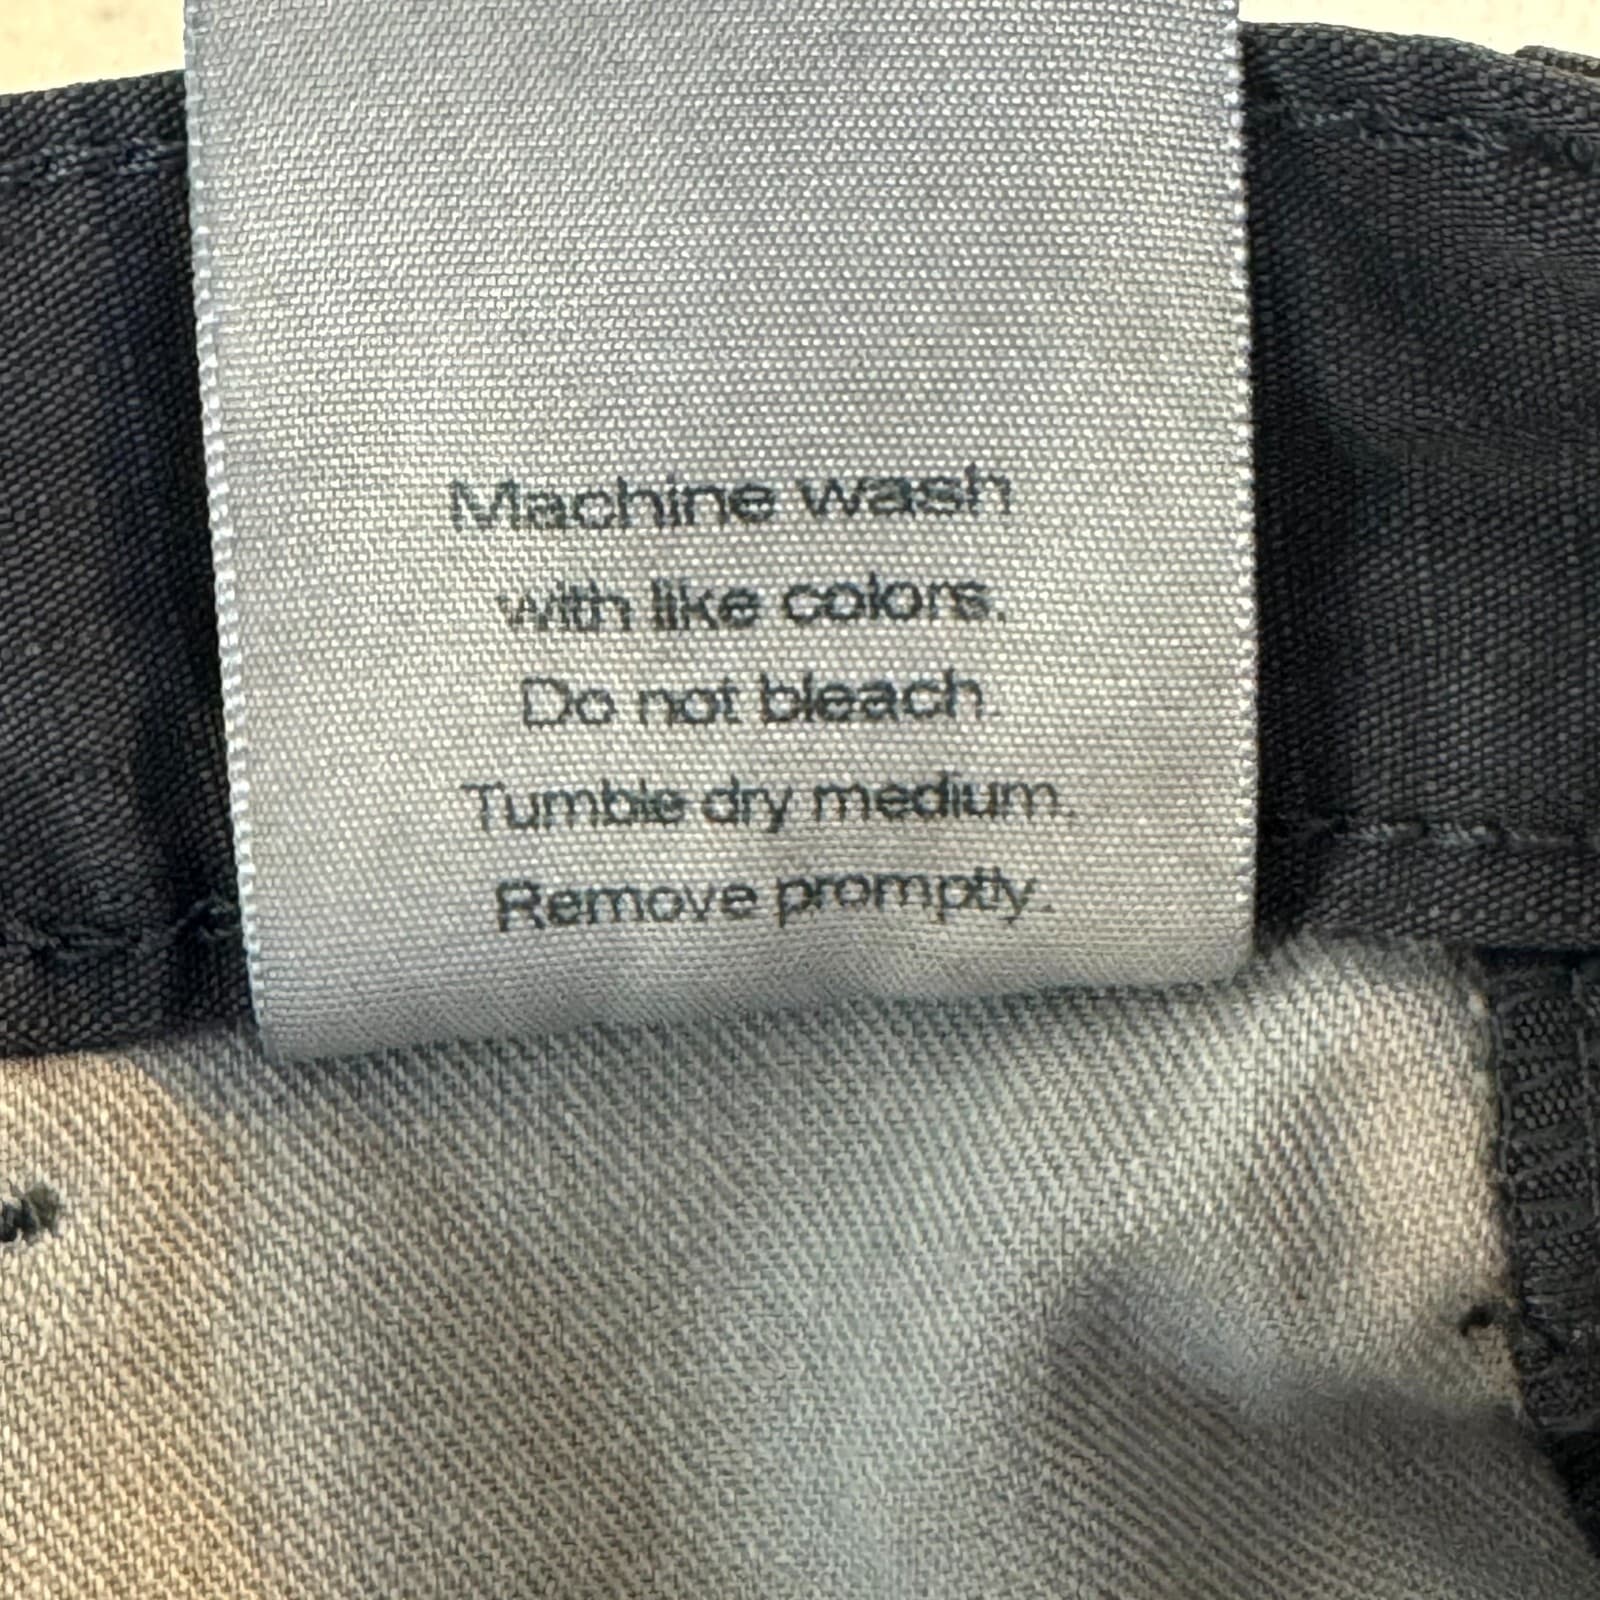 Machine wash
with like colors.
Do not bleach.
Tumble dry medium.
Remove promptly.